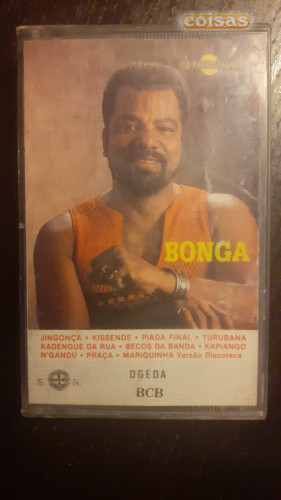 coisas
BONGA
JINGONÇA • KISSENDE • PIADA FINAL • TURUBANA
KADENGUE DA RUA • BECOS DA BANDA • KAPIANGO
N'GANDU • PRAÇA • MARIQUINHA Versão Discoteca
DGEDA
BCB